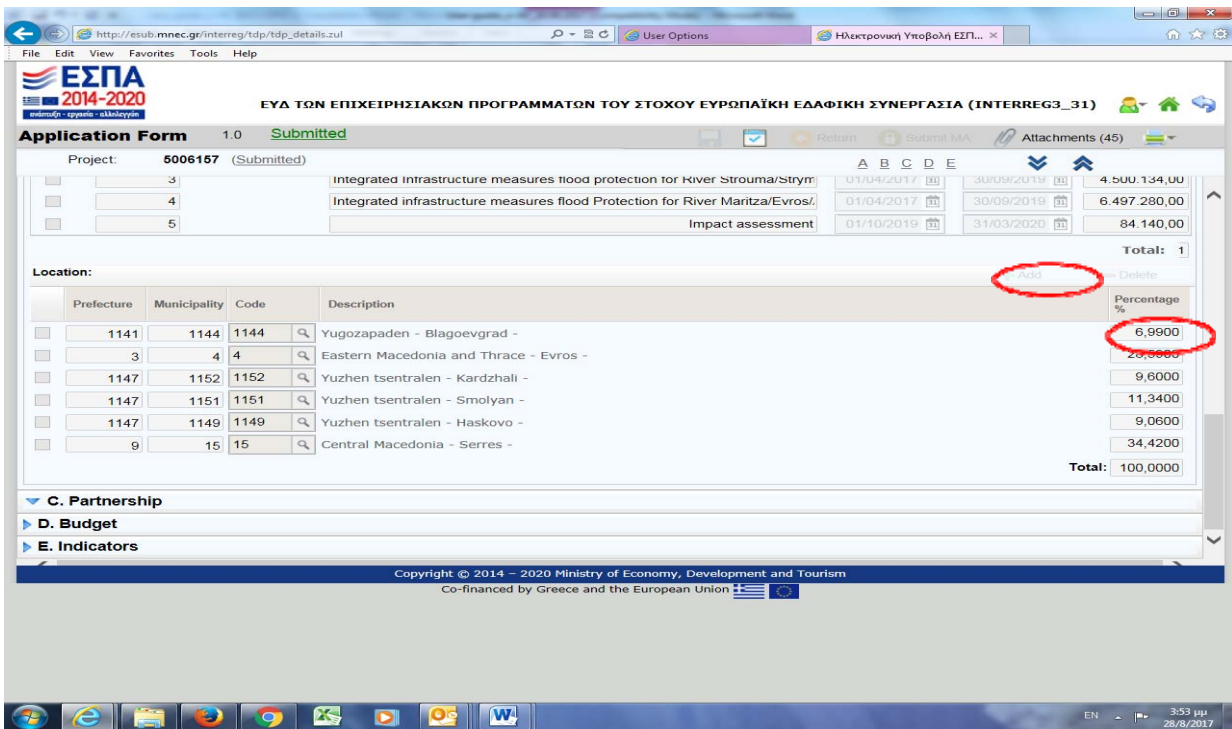 http://esub.mnec.gr/interreg/tdp/tdp_details.zul
User Options
Ηλεκτρονική Υποβολή ΕΣΠ...
File Edit View Favorites Tools Help
ΕΣΠΑ
2014-2020
ανάπτυξη - εργασία - αλληλεγγύη
ΕΥΔ ΤΩΝ ΕΠΙΧΕΙΡΗΣΙΑΚΩΝ ΠΡΟΓΡΑΜΜΑΤΩΝ ΤΟΥ ΣΤΟΧΟΥ ΕΥΡΩΠΑΪΚΗ ΕΔΑΦΙΚΗ ΣΥΝΕΡΓΑΣΙΑ (INTERREG3_31)
Application Form 1.0 Submitted Return Submit MA Attachments (45)
Project: 5006157 (Submitted) A B C D E
3 Integrated Infrastructure measures flood protection for River Strouma/Strym 01/04/2017 30/09/2019 4.500.134,00
4 Integrated infrastructure measures flood Protection for River Maritza/Evros/. 01/04/2017 30/09/2019 6.497.280,00
5 Impact assessment 01/10/2019 31/03/2020 84.140,00
Total: 1
Location: Add Delete
Prefecture Municipality Code Description Percentage %
1141 1144 1144 Yugozapaden - Blagoevgrad - 6,9900
3 4 4 Eastern Macedonia and Thrace - Evros -
1147 1152 1152 Yuzhen tsentralen - Kardzhali - 9,6000
1147 1151 1151 Yuzhen tsentralen - Smolyan - 11,3400
1147 1149 1149 Yuzhen tsentralen - Haskovo - 9,0600
9 15 15 Central Macedonia - Serres - 34,4200
Total: 100,0000
C. Partnership
D. Budget
E. Indicators
Copyright © 2014 – 2020 Ministry of Economy, Development and Tourism
Co-financed by Greece and the European Union
EN 3:53 μμ
28/8/2017